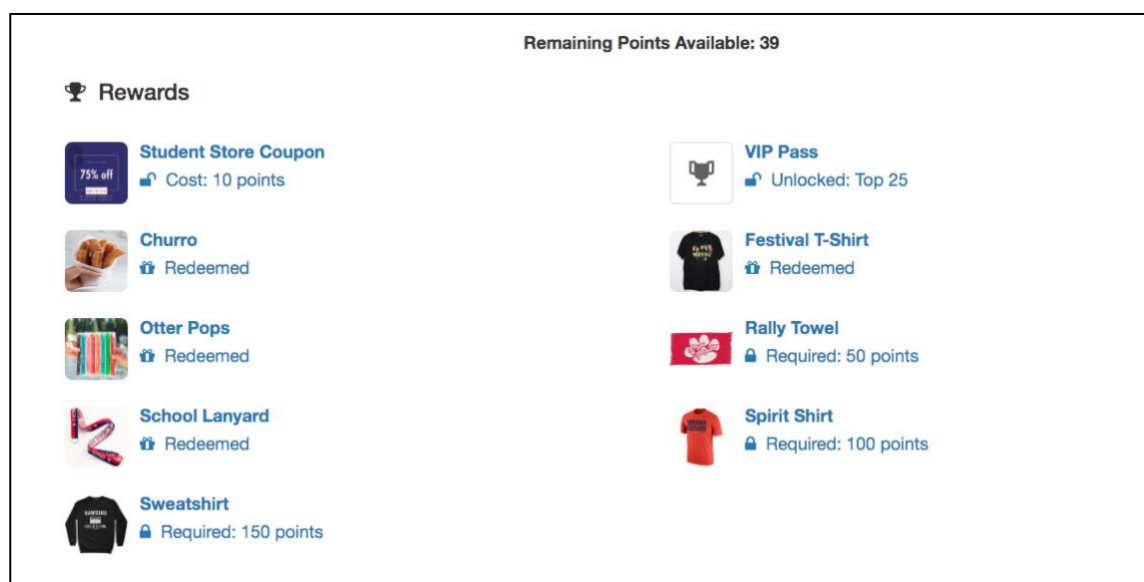 Remaining Points Available: 39
Rewards
Student Store Coupon
Cost: 10 points
75% off
VIP Pass
Unlocked: Top 25
Churro
Redeemed
Festival T-Shirt
Redeemed
Otter Pops
Redeemed
Rally Towel
Required: 50 points
School Lanyard
Redeemed
Spirit Shirt
Required: 100 points
Sweatshirt
Required: 150 points